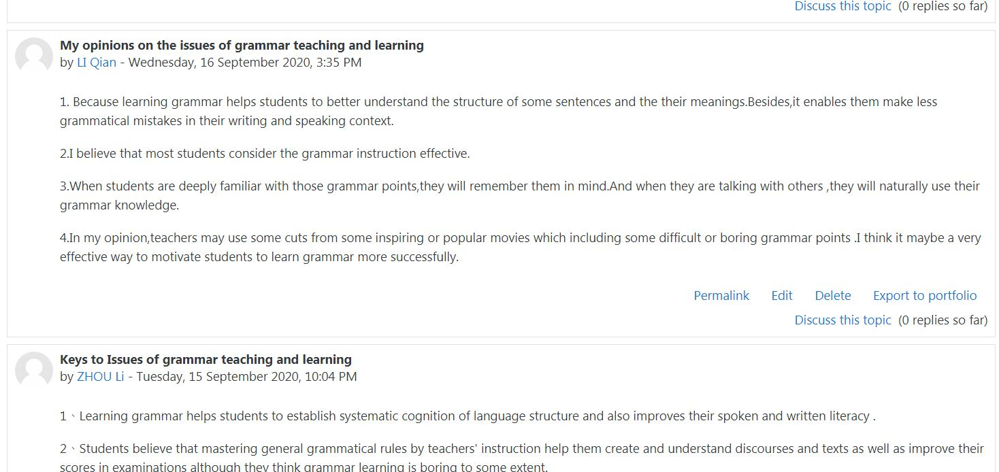 Discuss this topic (0 replies so far)
My opinions on the issues of grammar teaching and learning
by LI Qian - Wednesday, 16 September 2020, 3:35 PM
1. Because learning grammar helps students to better understand the structure of some sentences and the their meanings.Besides,it enables them make less
grammatical mistakes in their writing and speaking context.
2.I believe that most students consider the grammar instruction effective.
3.When students are deeply familiar with those grammar points,they will remember them in mind.And when they are talking with others ,they will naturally use their
grammar knowledge.
4.In my opinion,teachers may use some cuts from some inspiring or popular movies which including some difficult or boring grammar points .I think it maybe a very
effective way to motivate students to learn grammar more successfully.
Permalink Edit Delete Export to portfolio
Discuss this topic (0 replies so far)
Keys to Issues of grammar teaching and learning
by ZHOU Li - Tuesday, 15 September 2020, 10:04 PM
1、Learning grammar helps students to establish systematic cognition of language structure and also improves their spoken and written literacy .
2、Students believe that mastering general grammatical rules by teachers' instruction help them create and understand discourses and texts as well as improve their
scores in examinations although they think grammar learning is boring to some extent.